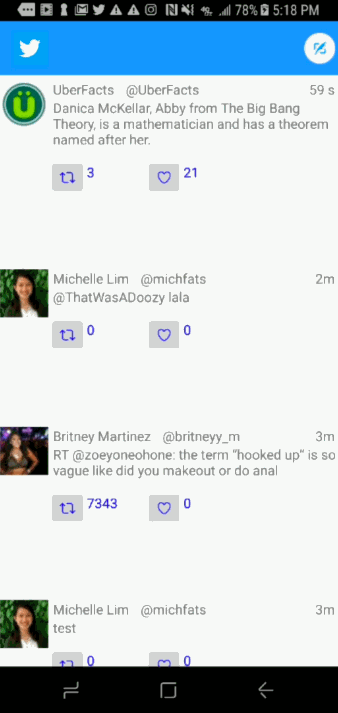 78% 5:18 PM
UberFacts @UberFacts 59 s
Danica McKellar, Abby from The Big Bang
Theory, is a mathematician and has a theorem
named after her.
3 21
Michelle Lim @michfats 2m
@ThatWasADoozy lala
0 0
Britney Martinez @britneyy_m 3m
RT @zoeyoneohone: the term “hooked up” is so
vague like did you makeout or do anal
7343 0
Michelle Lim @michfats 3m
test
0 0